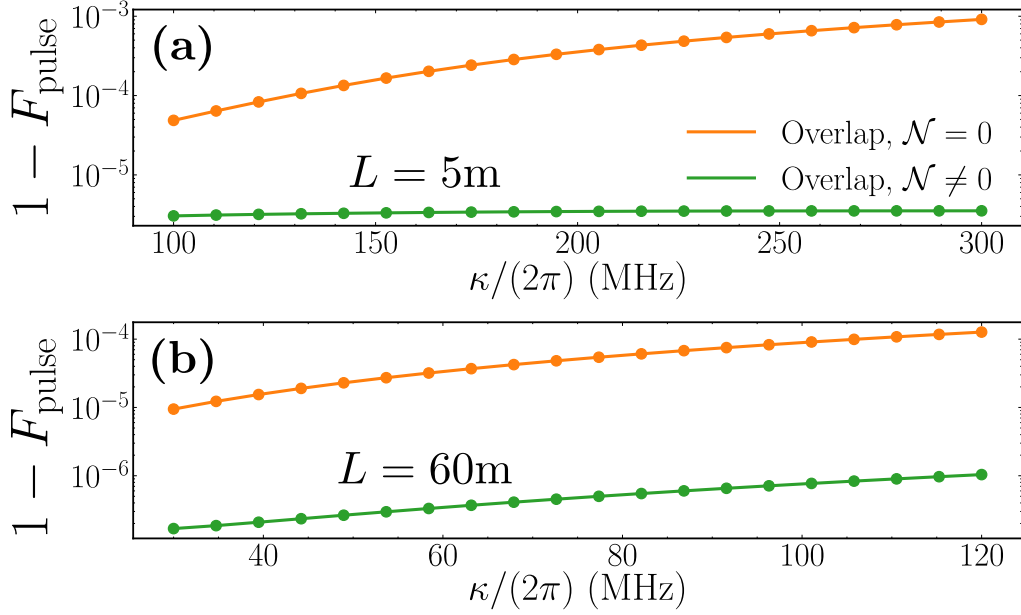 (a)
1 − F_pulse
10⁻³
10⁻⁴
10⁻⁵
L = 5m
Overlap, 𝒩 = 0
Overlap, 𝒩 ≠ 0
100 150 200 250 300
κ/(2π) (MHz)
(b)
1 − F_pulse
10⁻⁴
10⁻⁵
10⁻⁶
L = 60m
40 60 80 100 120
κ/(2π) (MHz)